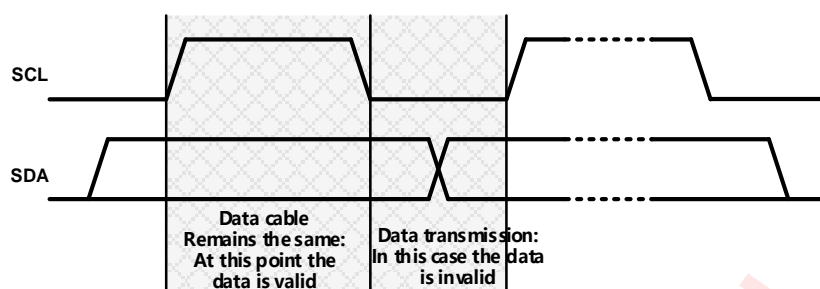 SCL
SDA
Data cable
Remains the same:
At this point the
data is valid
Data transmission:
In this case the data
is invalid